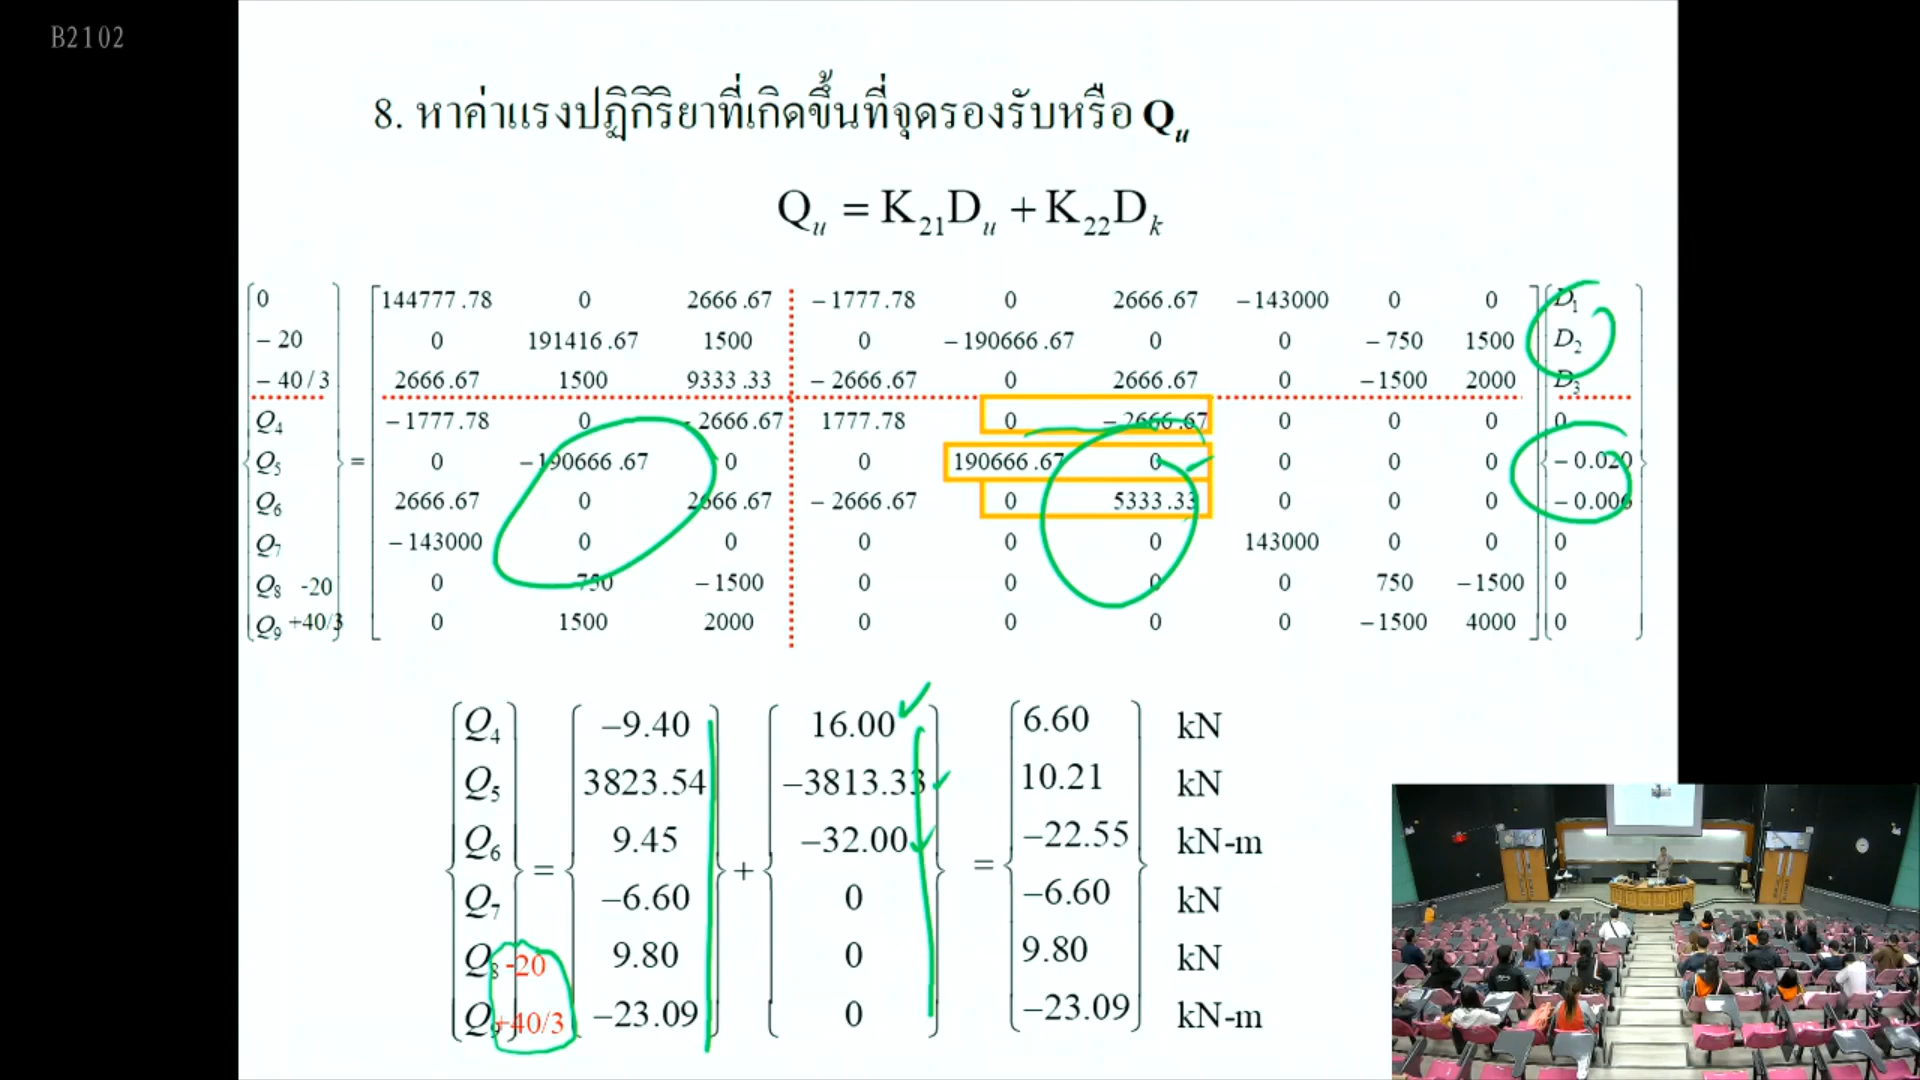 B2102
8. หาค่าแรงปฏิกิริยาที่เกิดขึ้นที่จุดรองรับหรือ Qu
Qu = K21Du + K22Dk
0 144777.78 0 2666.67 −1777.78 0 2666.67 −143000 0 0 D1
−20 0 191416.67 1500 0 −190666.67 0 0 −750 1500 D2
−40/3 2666.67 1500 9333.33 −2666.67 0 2666.67 0 −1500 2000 D3
Q4 −1777.78 0 −2666.67 1777.78 0 −2666.67 0 0 0 0
Q5 = 0 −190666.67 0 0 190666.67 0 0 0 0 −0.020
Q6 2666.67 0 2666.67 −2666.67 0 5333.33 0 0 0 −0.006
Q7 −143000 0 0 0 0 0 143000 0 0 0
Q8 -20 0 750 −1500 0 0 0 0 750 −1500 0
Q9 +40/3 0 1500 2000 0 0 0 0 −1500 4000 0
Q4 −9.40 16.00 6.60 kN
Q5 3823.54 −3813.33 10.21 kN
Q6 = 9.45 + −32.00 = −22.55 kN-m
Q7 −6.60 0 −6.60 kN
Q8 -20 9.80 0 9.80 kN
Q9 +40/3 −23.09 0 −23.09 kN-m